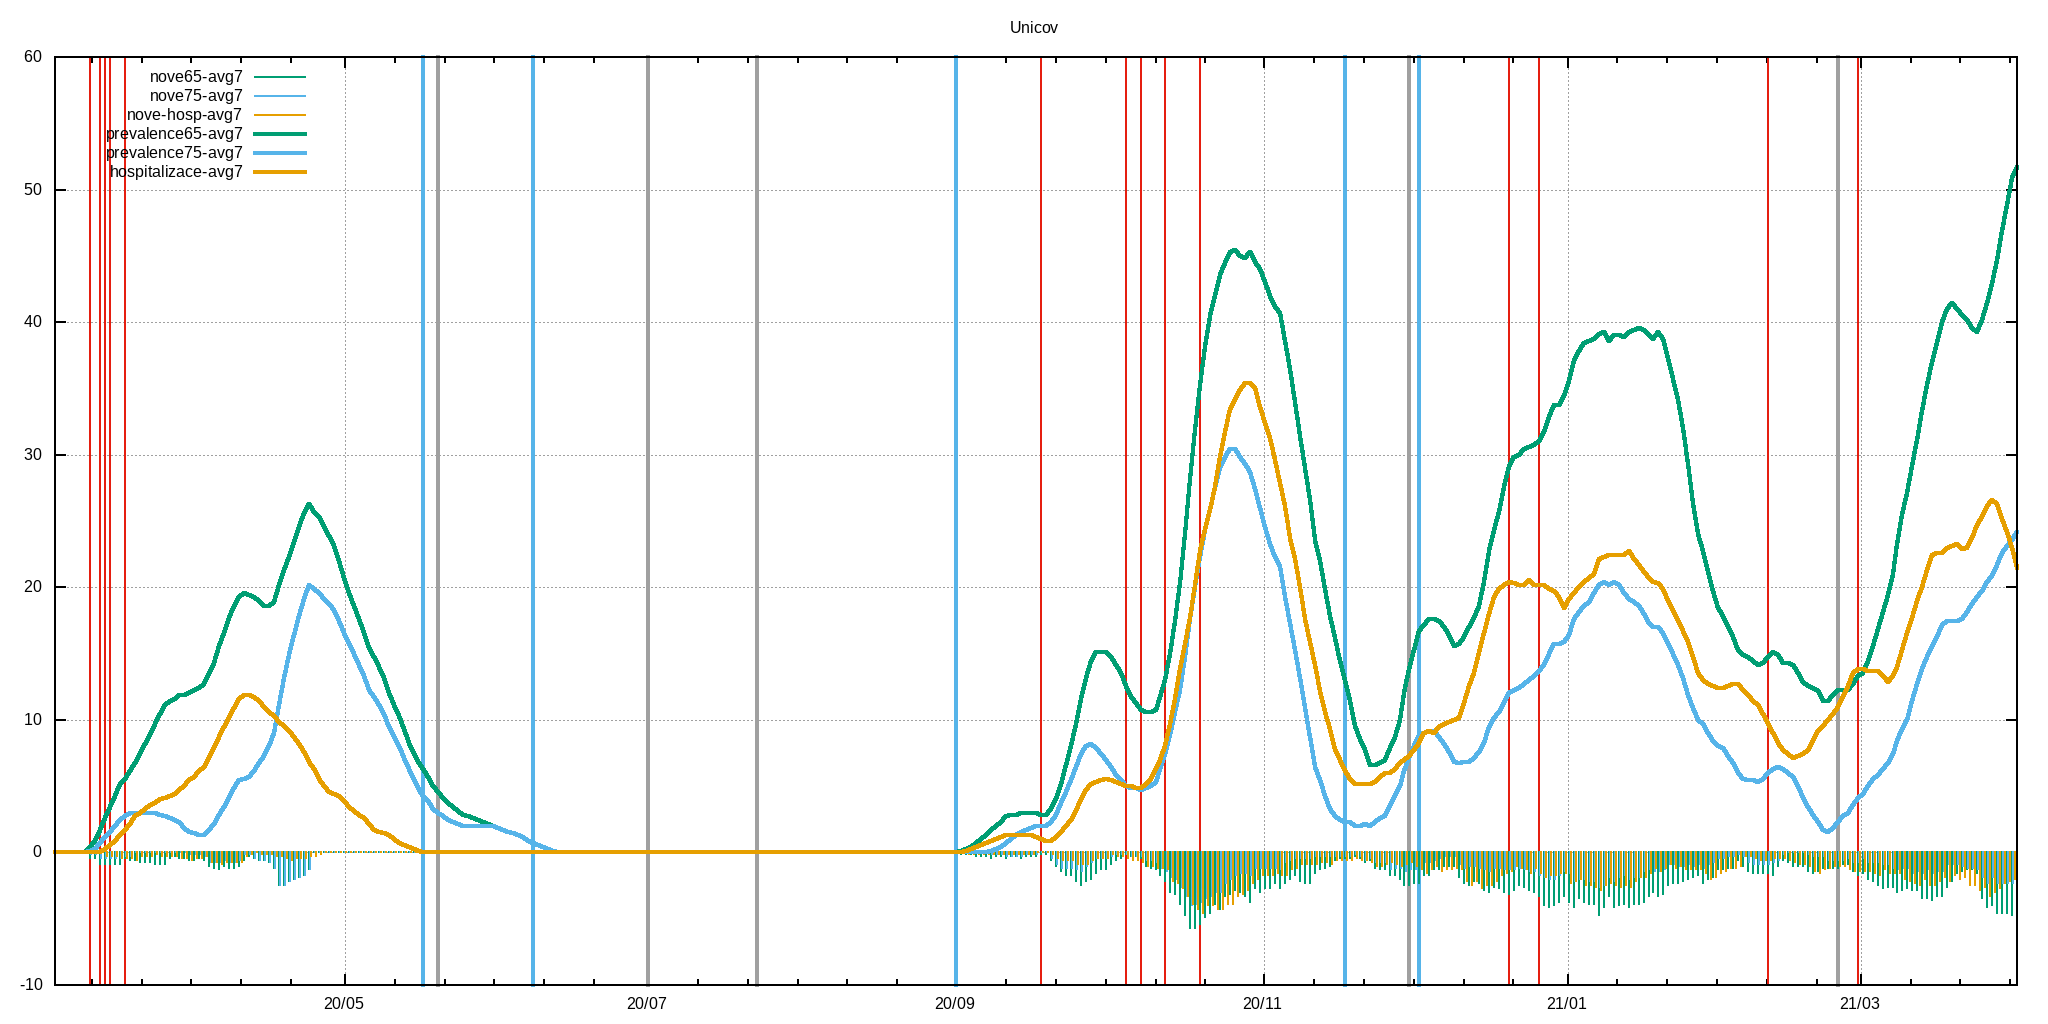 Unicov
60
nove65-avg7
nove75-avg7
nove-hosp-avg7
prevalence65-avg7
prevalence75-avg7
hospitalizace-avg7
50
40
30
20
10
0
-10
20/05
20/07
20/09
20/11
21/01
21/03